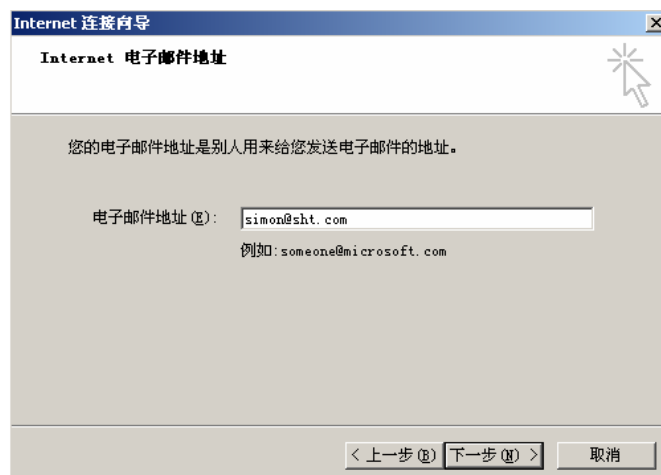 Internet 连接向导
Internet 电子邮件地址
您的电子邮件地址是别人用来给您发送电子邮件的地址。
电子邮件地址(E): simon@sht.com
例如:someone@microsoft.com
< 上一步(B) 下一步(N) > 取消